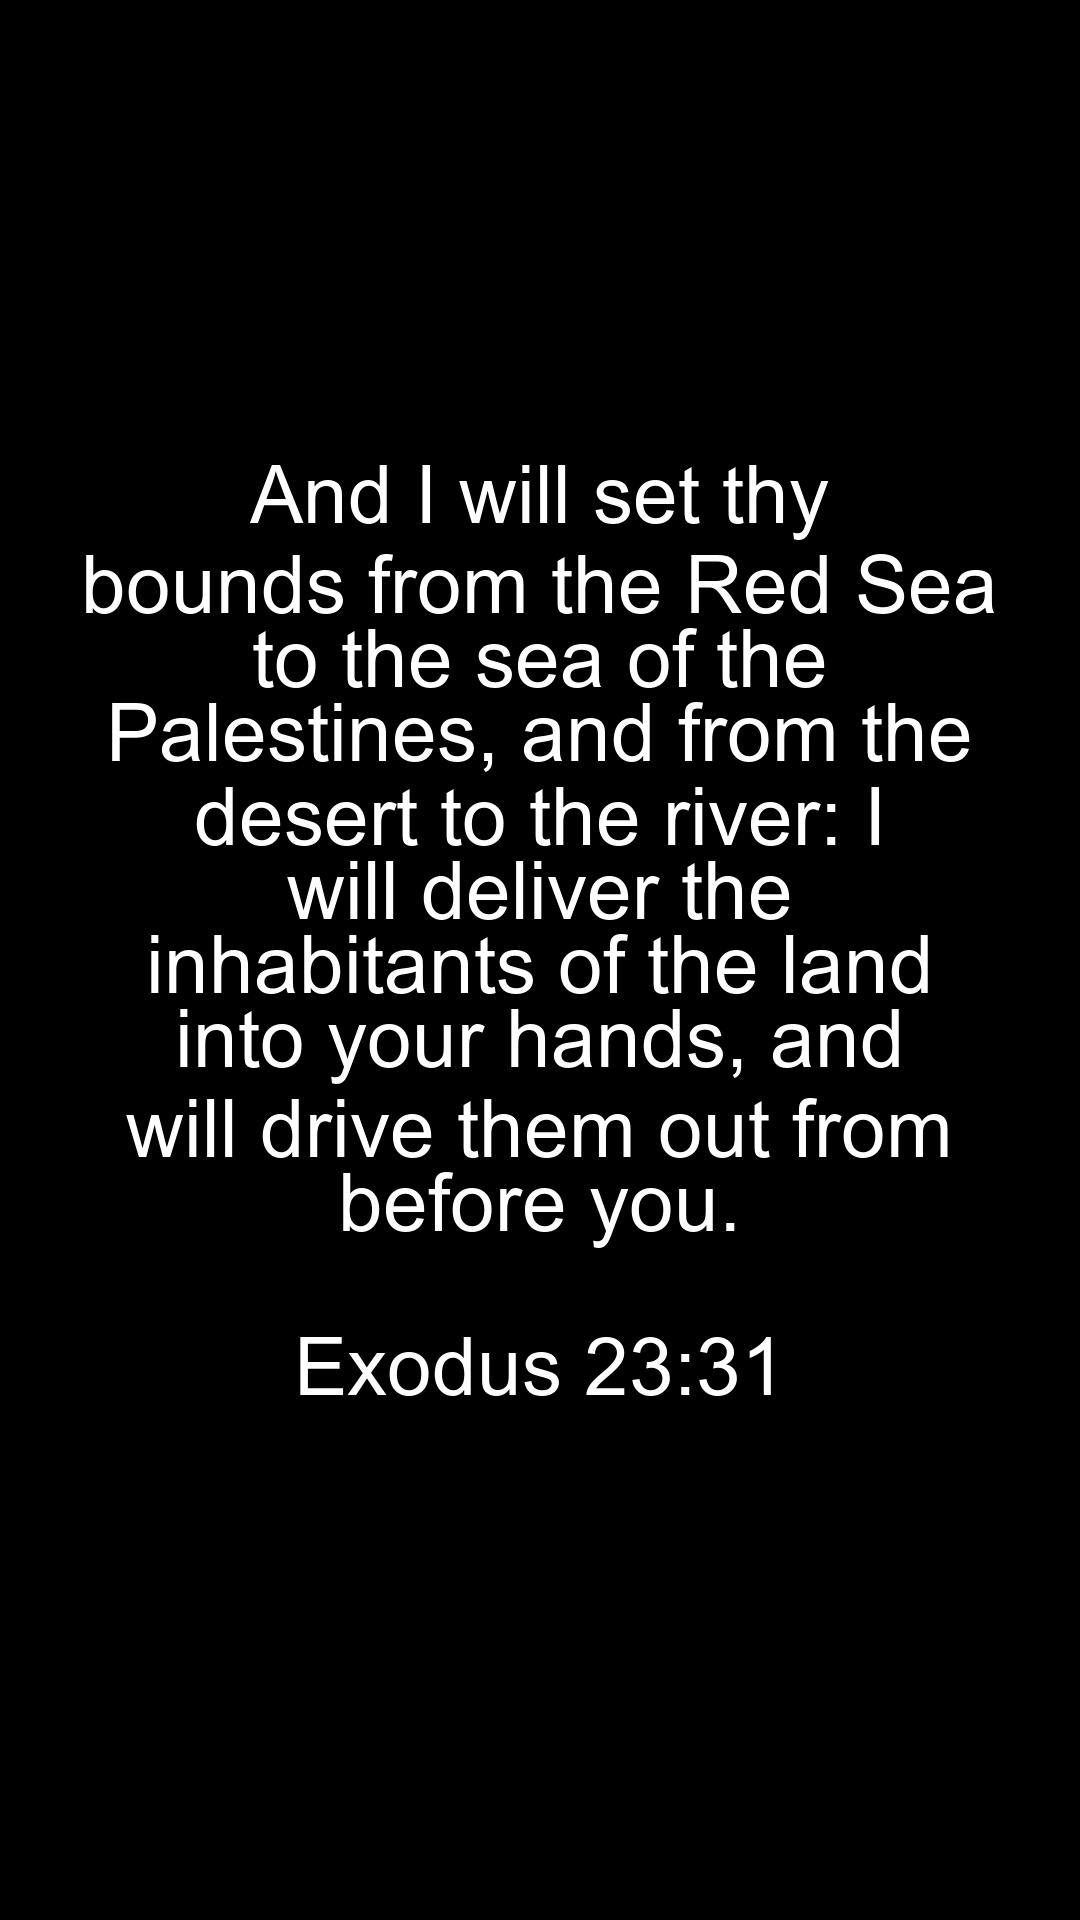 And I will set thy
bounds from the Red Sea
to the sea of the
Palestines, and from the
desert to the river: I
will deliver the
inhabitants of the land
into your hands, and
will drive them out from
before you.
Exodus 23:31